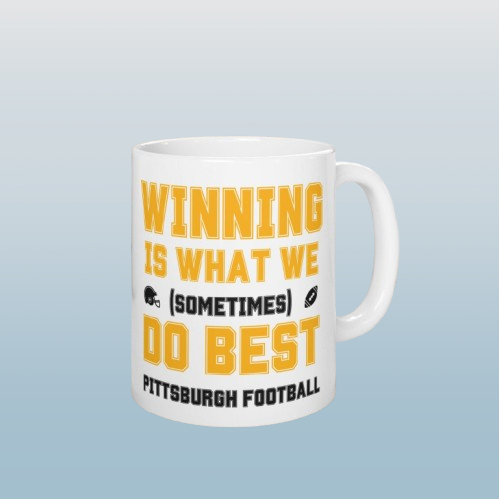 WINNING
IS WHAT WE
(SOMETIMES)
DO BEST
PITTSBURGH FOOTBALL